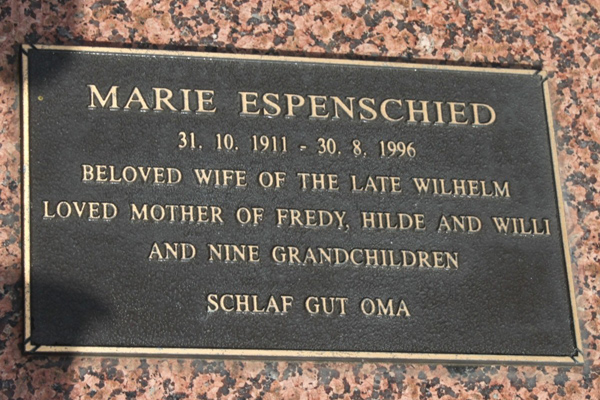 MARIE ESPENSCHIED
31. 10. 1911 - 30. 8. 1996
BELOVED WIFE OF THE LATE WILHELM
LOVED MOTHER OF FREDY, HILDE AND WILLI
AND NINE GRANDCHILDREN
SCHLAF GUT OMA